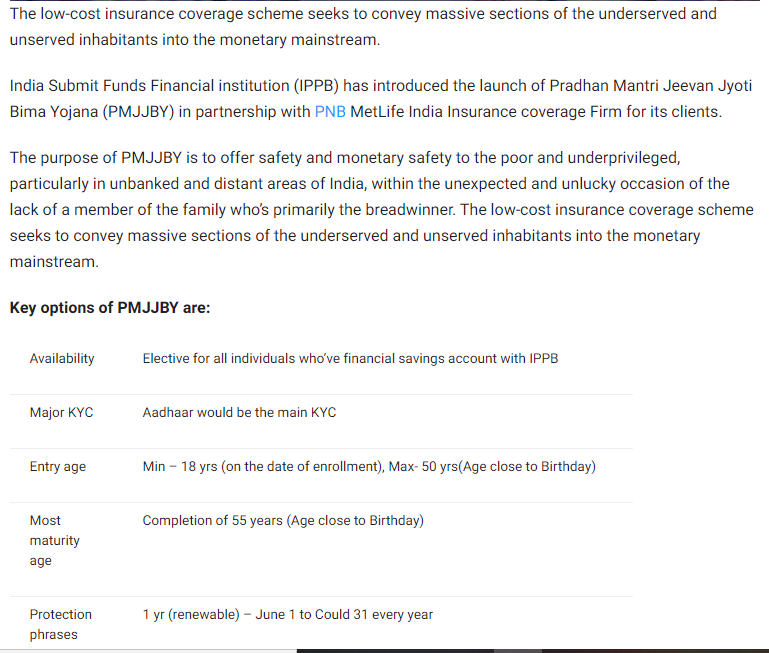 The low-cost insurance coverage scheme seeks to convey massive sections of the underserved and
unserved inhabitants into the monetary mainstream.
India Submit Funds Financial institution (IPPB) has introduced the launch of Pradhan Mantri Jeevan Jyoti
Bima Yojana (PMJJBY) in partnership with PNB MetLife India Insurance coverage Firm for its clients.
The purpose of PMJJBY is to offer safety and monetary safety to the poor and underprivileged,
particularly in unbanked and distant areas of India, within the unexpected and unlucky occasion of the
lack of a member of the family who’s primarily the breadwinner. The low-cost insurance coverage scheme
seeks to convey massive sections of the underserved and unserved inhabitants into the monetary
mainstream.
Key options of PMJJBY are:
Availability Elective for all individuals who’ve financial savings account with IPPB
Major KYC Aadhaar would be the main KYC
Entry age Min – 18 yrs (on the date of enrollment), Max- 50 yrs(Age close to Birthday)
Most Completion of 55 years (Age close to Birthday)
maturity
age
Protection 1 yr (renewable) – June 1 to Could 31 every year
phrases